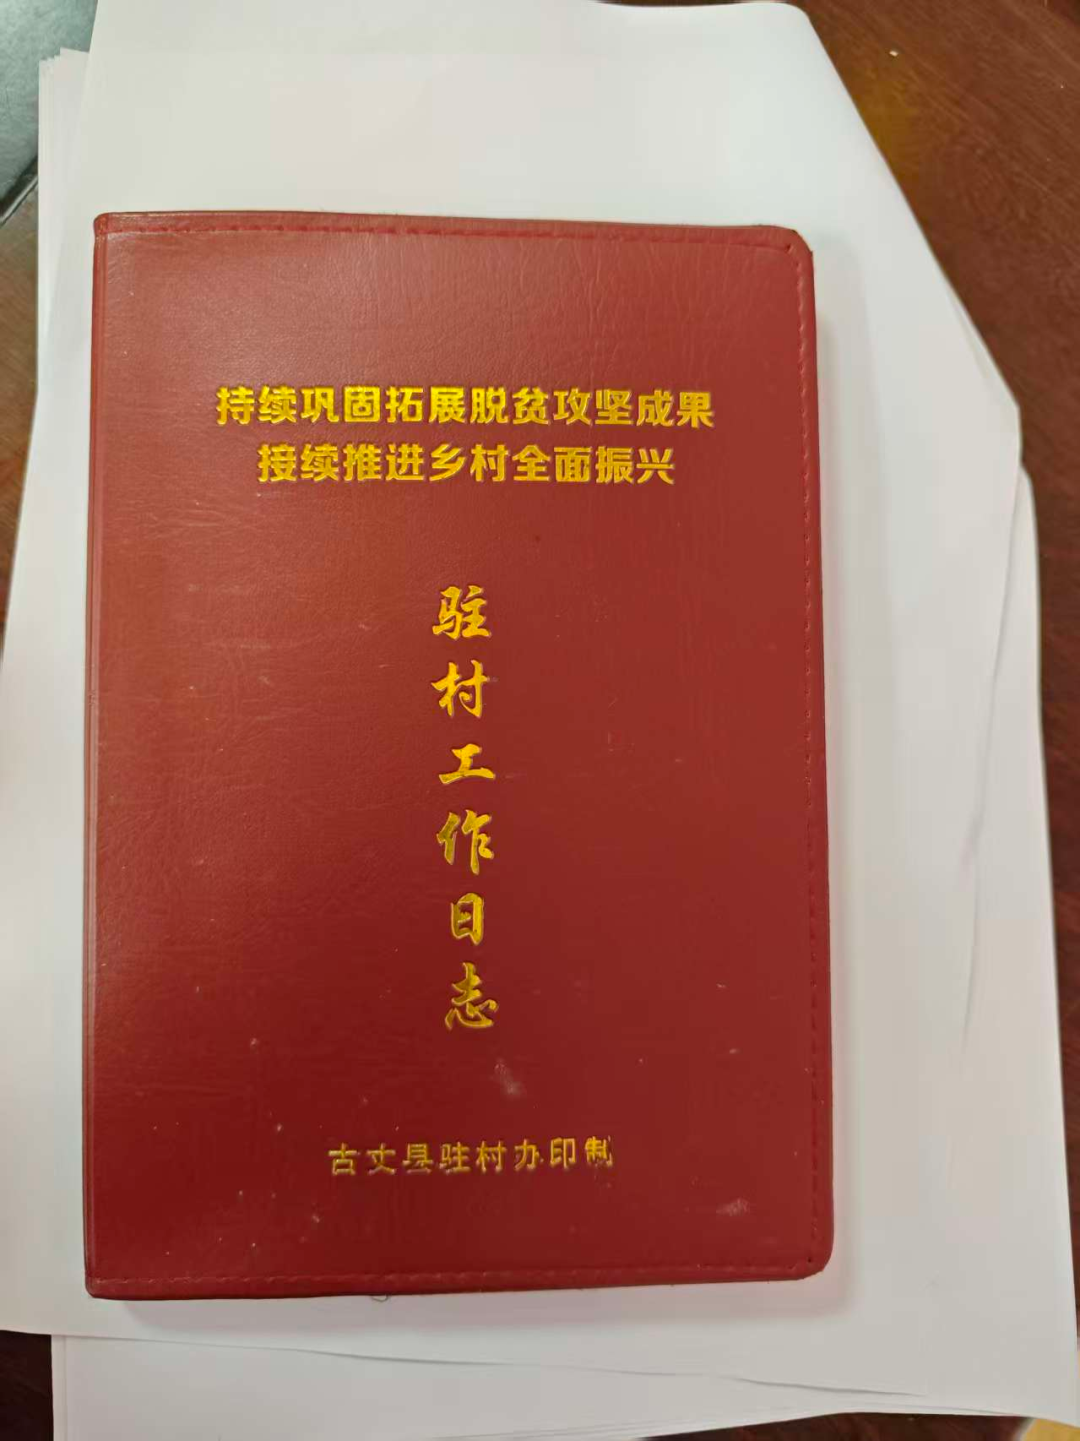 持续巩固拓展脱贫攻坚成果
接续推进乡村全面振兴
驻村工作日志
古丈县驻村办印制